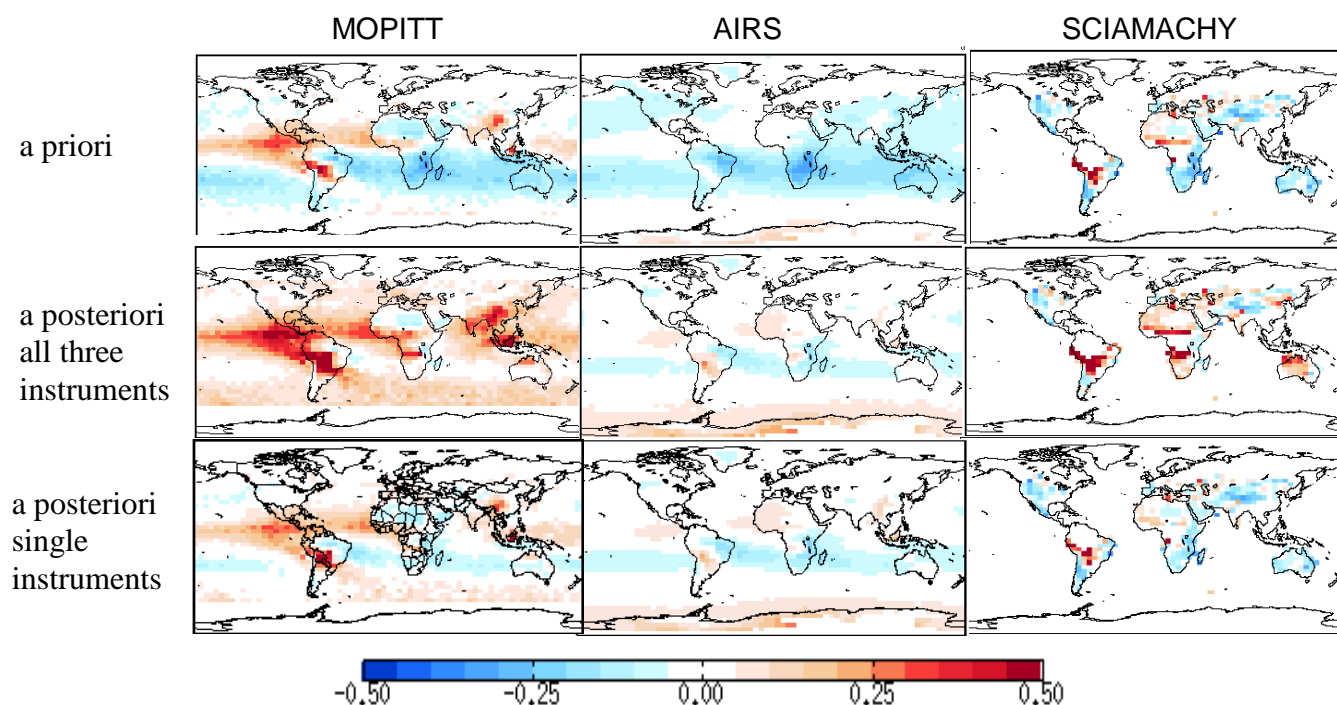 MOPITT AIRS SCIAMACHY
a priori
a posteriori
all three
instruments
a posteriori
single
instruments
-0.50 -0.25 0.00 0.25 0.50